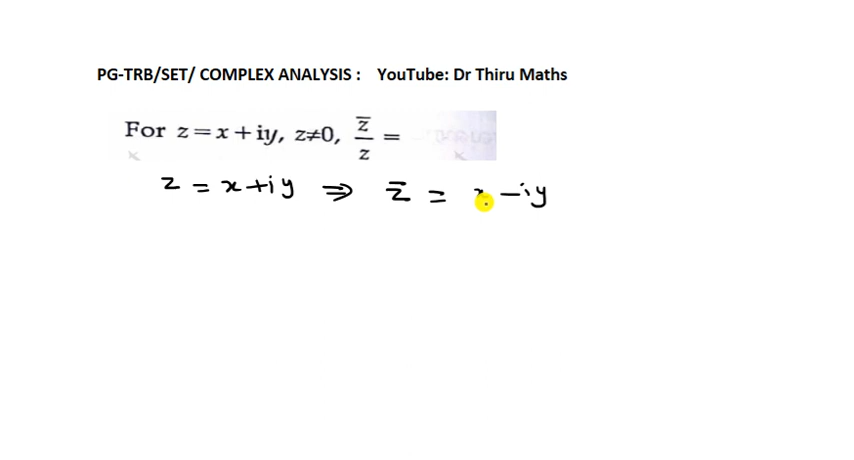 PG-TRB/SET/ COMPLEX ANALYSIS :    YouTube: Dr Thiru Maths
For z=x+iy, z≠0, z̅/z =
z = x+iy ⇒ z̅ = x-iy